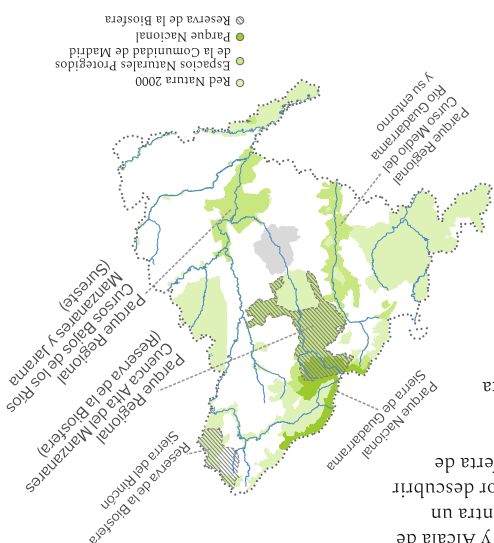 y Alcalá de
ntra un
or descubrir
erta de
ta
Reserva de la Biosfera
Sierra del Rincón
Parque Nacional
Sierra de Guadarrama
Parque Regional
Cuenca Alta del Manzanares
(Reserva de la Biosfera)
Parque Regional
Cursos Bajos de los Ríos
Manzanares y Jarama
(Sureste)
Parque Regional
Curso Medio del
Río Guadarrama
y su entorno
Red Natura 2000
Espacios Naturales Protegidos
de la Comunidad de Madrid
Parque Nacional
Reserva de la Biosfera